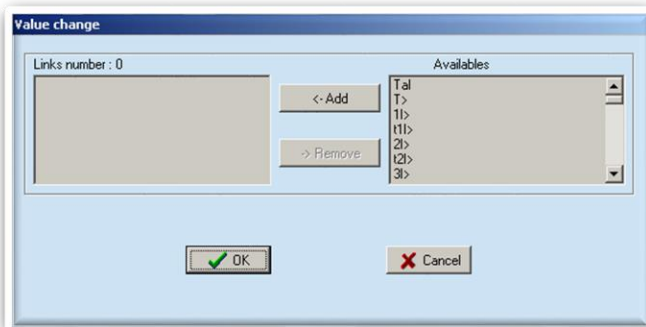 Value change
Links number : 0
Availables
<- Add
-> Remove
Tal
T>
1I>
t1I>
2I>
t2I>
3I>
OK
Cancel